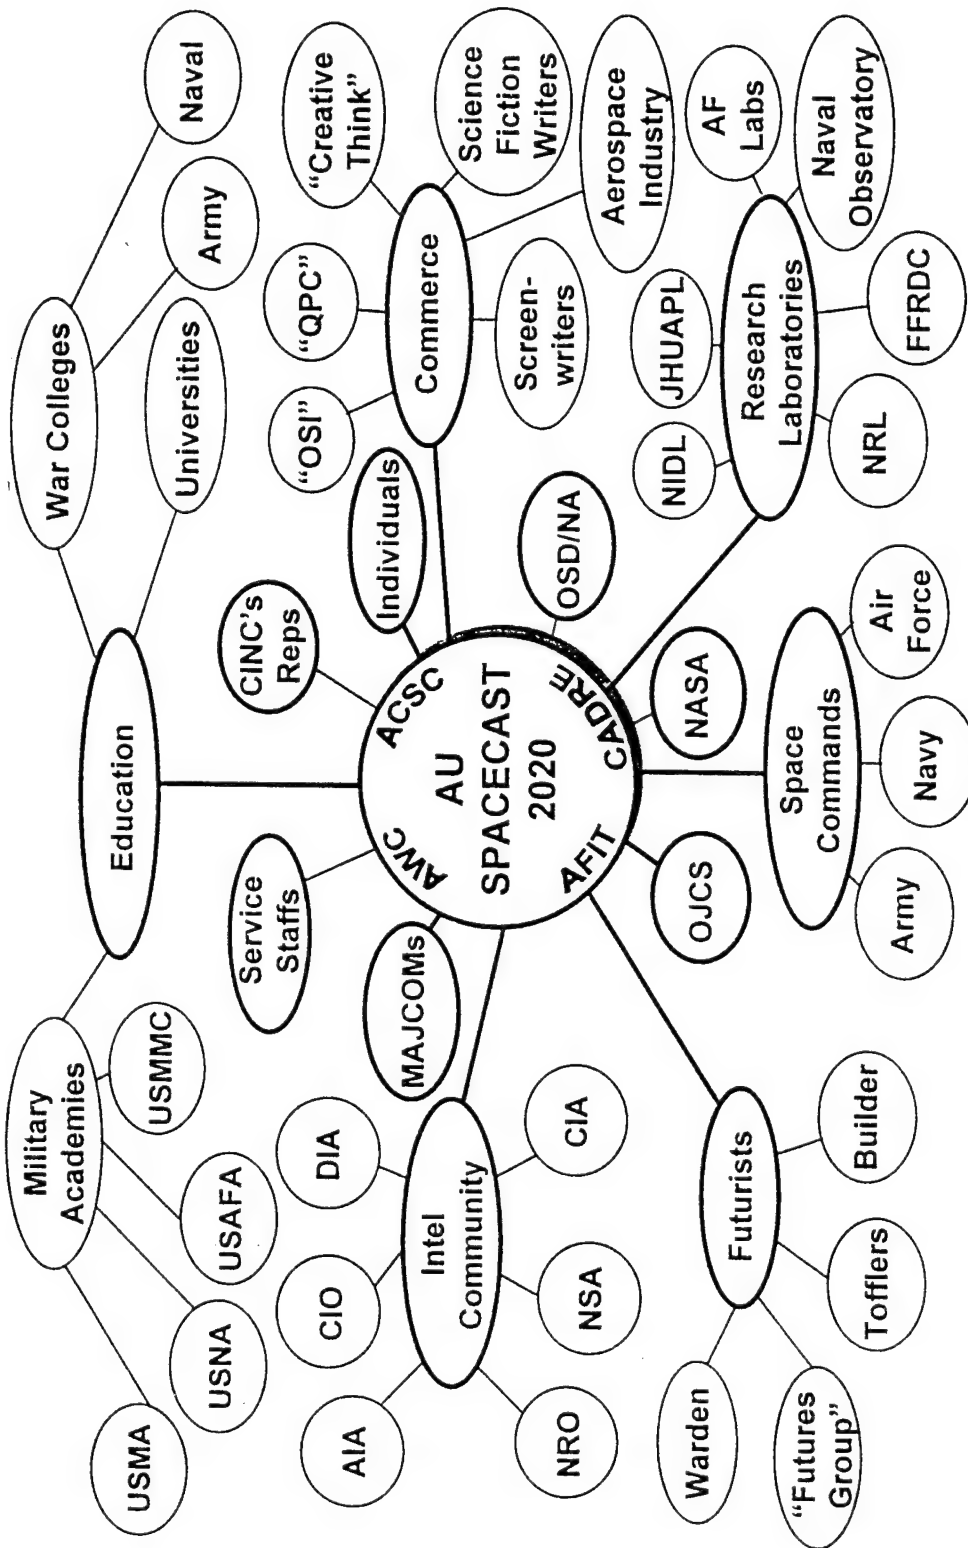 Military
Academies
War Colleges
Naval
USMA
USNA
USAFA
USMMC
Education
Universities
Army
AIA
CIO
DIA
Service
Staffs
CINC's
Reps
"OSI"
"QPC"
"Creative
Think"
Intel
Community
MAJCOMs
Individuals
Commerce
Science
Fiction
Writers
AWC
ACSC
AU
SPACECAST
2020
AFIT
CADRE
NRO
NSA
CIA
OSD/NA
Screen-
writers
Aerospace
Industry
Warden
Futurists
OJCS
NASA
NIDL
JHUAPL
AF
Labs
"Futures
Group"
Tofflers
Builder
Space
Commands
Research
Laboratories
Naval
Observatory
Army
Navy
Air
Force
NRL
FFRDC